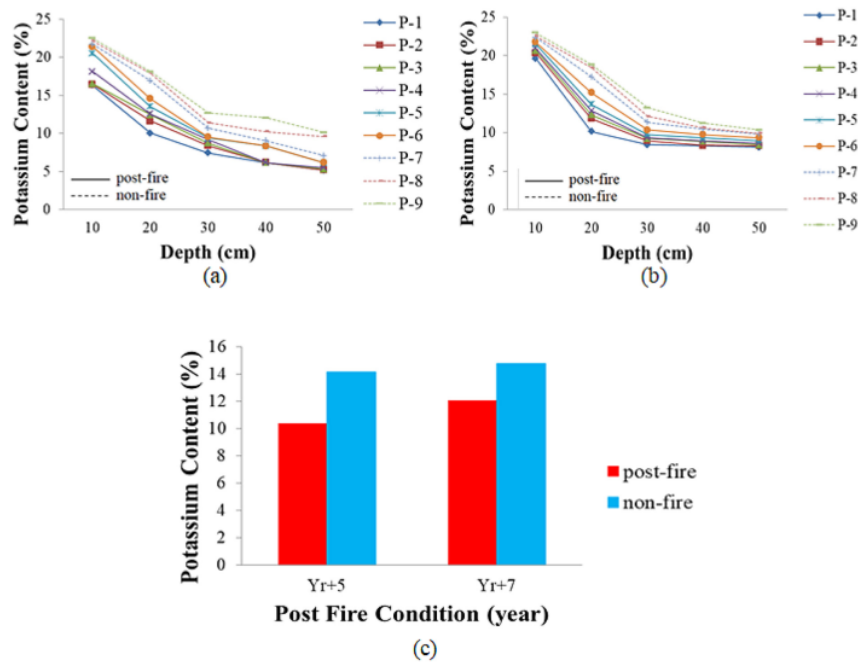 (a)
(b)
Potassium Content (%)
25
20
15
10
5
0
post-fire
non-fire
10 20 30 40 50
Depth (cm)
P-1
P-2
P-3
P-4
P-5
P-6
P-7
P-8
P-9
(a)
Potassium Content (%)
25
20
15
10
5
0
post-fire
non-fire
10 20 30 40 50
Depth (cm)
P-1
P-2
P-3
P-4
P-5
P-6
P-7
P-8
P-9
(b)
Potassium Content (%)
16
14
12
10
8
6
4
2
0
Yr+5 Yr+7
Post Fire Condition (year)
post-fire
non-fire
(c)